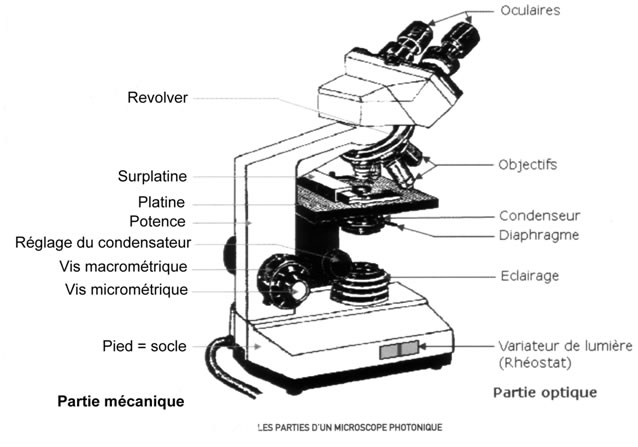 Oculaires
Revolver
Objectifs
Surplatine
Platine
Potence
Condenseur
Diaphragme
Réglage du condensateur
Vis macrométrique
Eclairage
Vis micrométrique
Pied = socle
Variateur de lumière
(Rhéostat)
Partie mécanique
Partie optique
LES PARTIES D'UN MICROSCOPE PHOTONIQUE